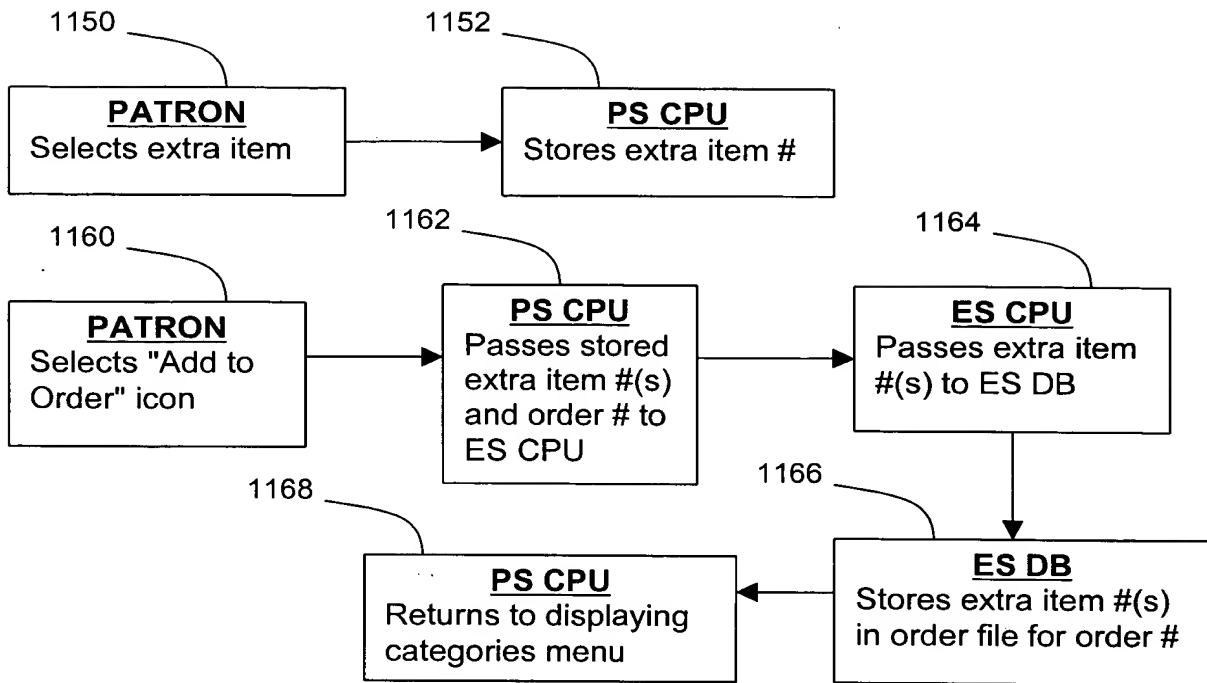 1150
1152
PATRON
Selects extra item
PS CPU
Stores extra item #
1160
1162
1164
PATRON
Selects "Add to
Order" icon
PS CPU
Passes stored
extra item #(s)
and order # to
ES CPU
ES CPU
Passes extra item
#(s) to ES DB
1168
1166
PS CPU
Returns to displaying
categories menu
ES DB
Stores extra item #(s)
in order file for order #